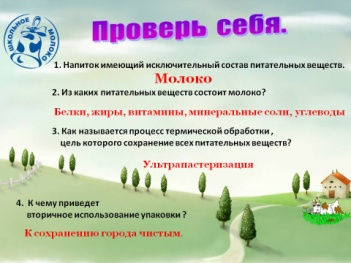 ШКОЛЬНОЕ МОЛОКО
Проверь себя.
1. Напиток имеющий исключительный состав питательных веществ.
Молоко
2. Из каких питательных веществ состоит молоко?
Белки, жиры, витамины, минеральные соли, углеводы
3. Как называется процесс термической обработки ,
цель которого сохранение всех питательных веществ?
Ультрапастеризация
4. К чему приведет
вторичное использование упаковки ?
К сохранению города чистым.